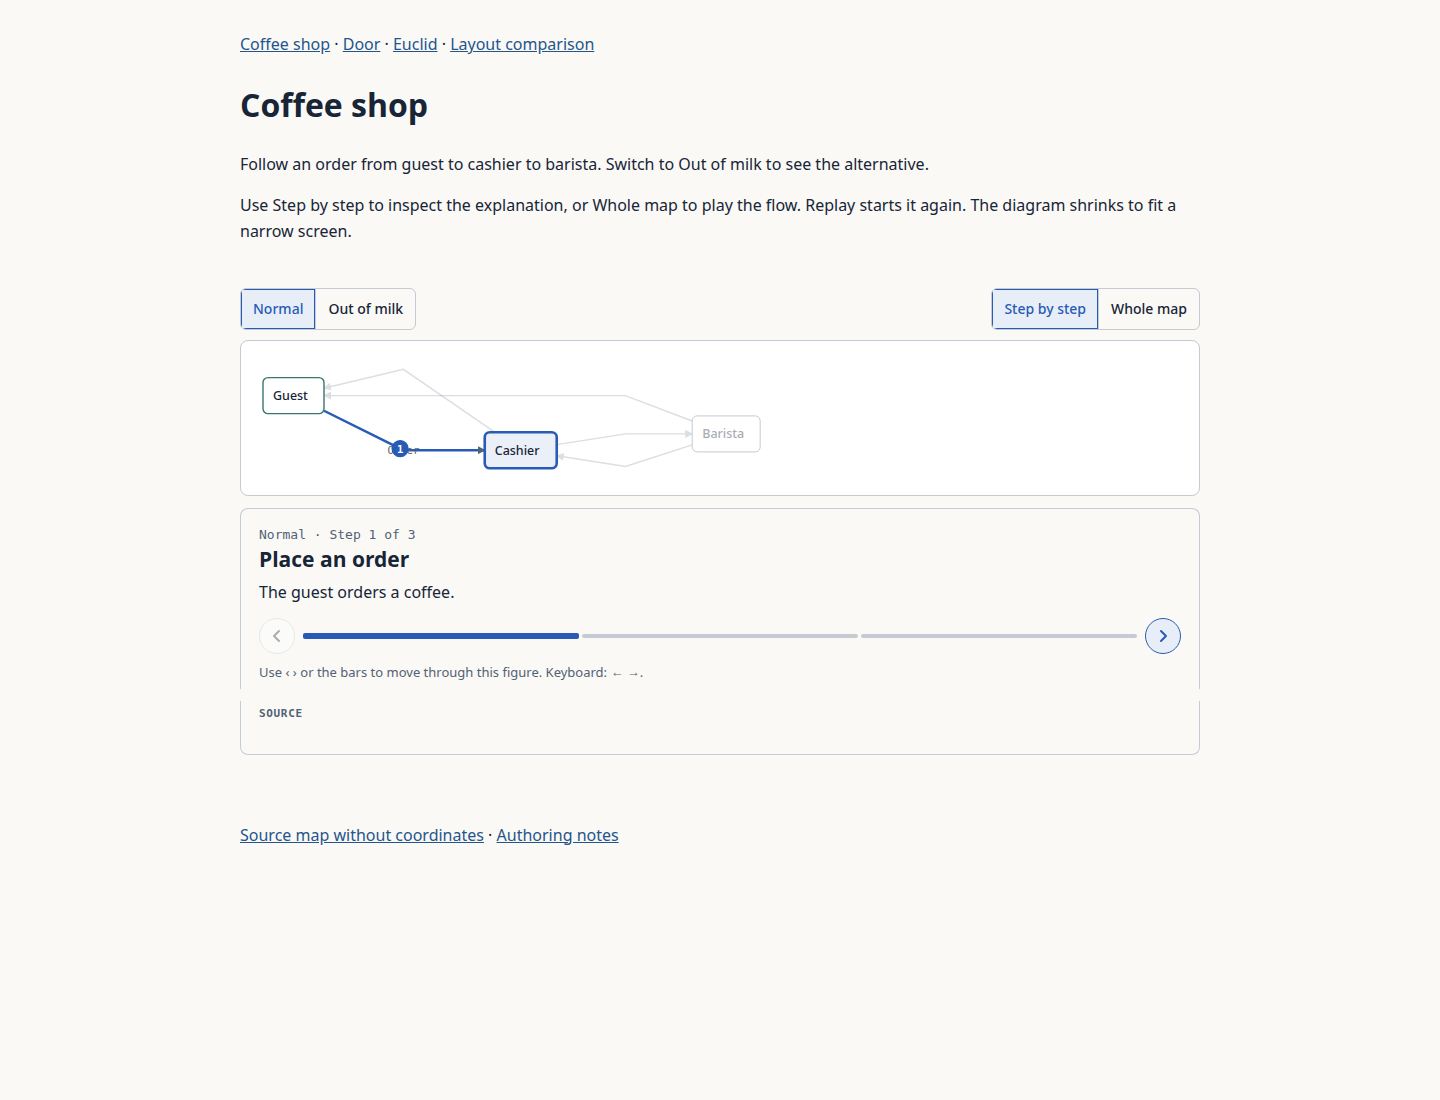 Coffee shop · Door · Euclid · Layout comparison
Coffee shop
Follow an order from guest to cashier to barista. Switch to Out of milk to see the alternative.
Use Step by step to inspect the explanation, or Whole map to play the flow. Replay starts it again. The diagram shrinks to fit a
narrow screen.
Normal Out of milk
Step by step Whole map
Guest
1
Cashier
Barista
Normal · Step 1 of 3
Place an order
The guest orders a coffee.
Use ‹ › or the bars to move through this figure. Keyboard: ← →.
SOURCE
Source map without coordinates · Authoring notes